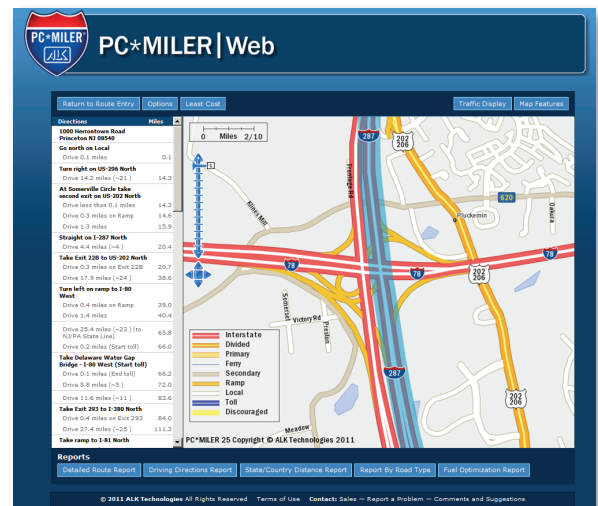 PC*MILER
ALK
PC*MILER|Web
Return to Route Entry
Options
Least Cost
Traffic Display
Map Features
Directions Miles
1000 Herrontown Road
Princeton NJ 08540
Go north on Local
Drive 0.1 miles 0.1
Turn right on US-206 North
Drive 14.2 miles (~21 ) 14.3
At Somerville Circle take
second exit on US-202 North
Drive less than 0.1 miles 14.3
Drive 0.3 miles on Ramp 14.6
Drive 1.3 miles 15.9
Straight on I-287 North
Drive 4.4 miles (~4 ) 20.4
Take Exit 22B to US-202 North
Drive 0.3 miles on Exit 22B 20.7
Drive 17.9 miles (~24 ) 38.6
Turn left on ramp to I-80
West
Drive 0.4 miles on Ramp 39.0
Drive 1.4 miles 40.4
Drive 25.4 miles (~23 ) (to
NJ/PA State Line) 65.8
Drive 0.2 miles (Start toll) 66.0
Take Delaware Water Gap
Bridge - I-80 West (Start toll)
Drive 0.1 miles (End toll) 66.2
Drive 5.8 miles (~5 ) 72.0
Drive 11.6 miles (~11 ) 83.6
Take Exit 293 to I-380 North
Drive 0.4 miles on Exit 293 84.0
Drive 27.4 miles (~25 ) 111.3
Take ramp to I-81 North
0 Miles 2/10
1
287
202
206
Frontage Rd
Klines Mill
620
Pluckemin
Dakura
78
78
78
202
206
Somerset
Victory Rd
Preston
287
202
206
Meadow
Interstate
Divided
Primary
Ferry
Secondary
Ramp
Local
Toll
Discouraged
PC*MILER 25 Copyright © ALK Technologies 2011
Reports
Detailed Route Report
Driving Directions Report
State/Country Distance Report
Report By Road Type
Fuel Optimization Report
© 2011 ALK Technologies All Rights Reserved Terms of Use Contact: Sales — Report a Problem — Comments and Suggestions